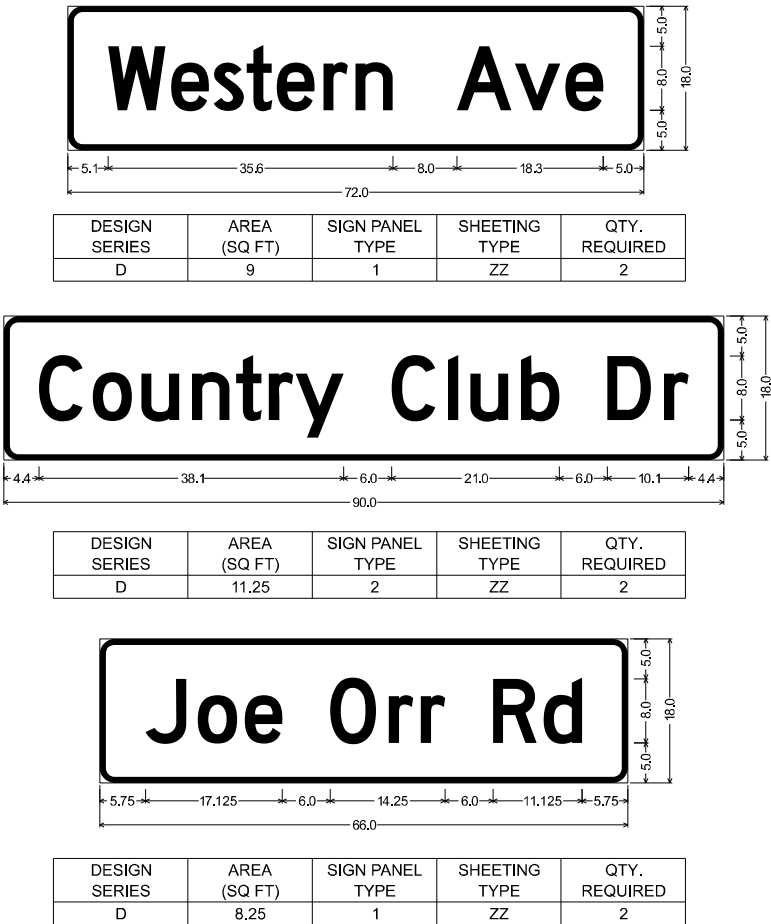 Western Ave
5.0
8.0
5.0
18.0
5.1 35.6 8.0 18.3 5.0
72.0
DESIGN SERIES AREA (SQ FT) SIGN PANEL TYPE SHEETING TYPE QTY. REQUIRED
D 9 1 ZZ 2
Country Club Dr
5.0
8.0
5.0
18.0
4.4 38.1 6.0 21.0 6.0 10.1 4.4
90.0
DESIGN SERIES AREA (SQ FT) SIGN PANEL TYPE SHEETING TYPE QTY. REQUIRED
D 11.25 2 ZZ 2
Joe Orr Rd
5.0
8.0
5.0
18.0
5.75 17.125 6.0 14.25 6.0 11.125 5.75
66.0
DESIGN SERIES AREA (SQ FT) SIGN PANEL TYPE SHEETING TYPE QTY. REQUIRED
D 8.25 1 ZZ 2